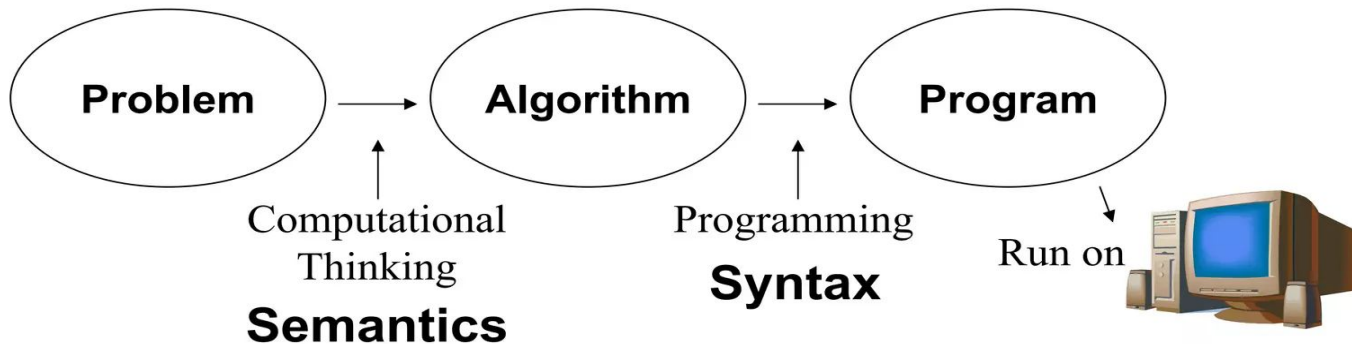 Problem
Algorithm
Program
Computational
Thinking
Semantics
Programming
Syntax
Run on